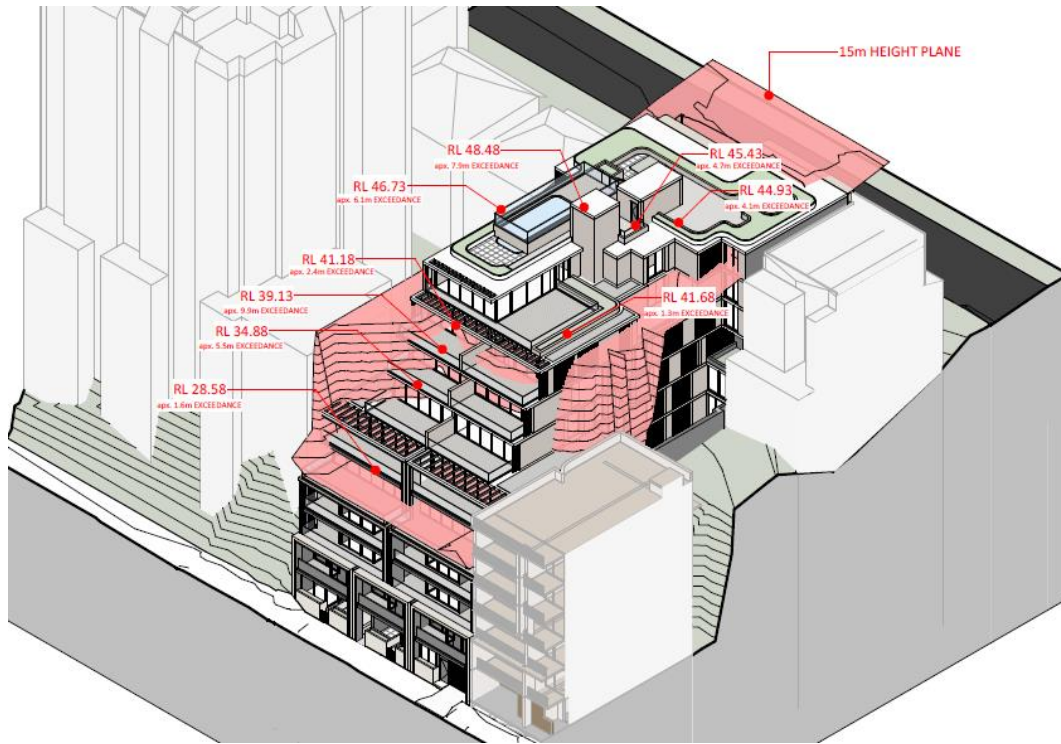 15m HEIGHT PLANE
RL 48.48
apx. 7.9m EXCEEDANCE
RL 45.43
apx. 4.7m EXCEEDANCE
RL 46.73
apx. 6.1m EXCEEDANCE
RL 44.93
apx. 4.1m EXCEEDANCE
RL 41.18
apx. 2.4m EXCEEDANCE
RL 39.13
apx. 9.9m EXCEEDANCE
RL 41.68
apx. 1.3m EXCEEDANCE
RL 34.88
apx. 5.5m EXCEEDANCE
RL 28.58
apx. 1.6m EXCEEDANCE